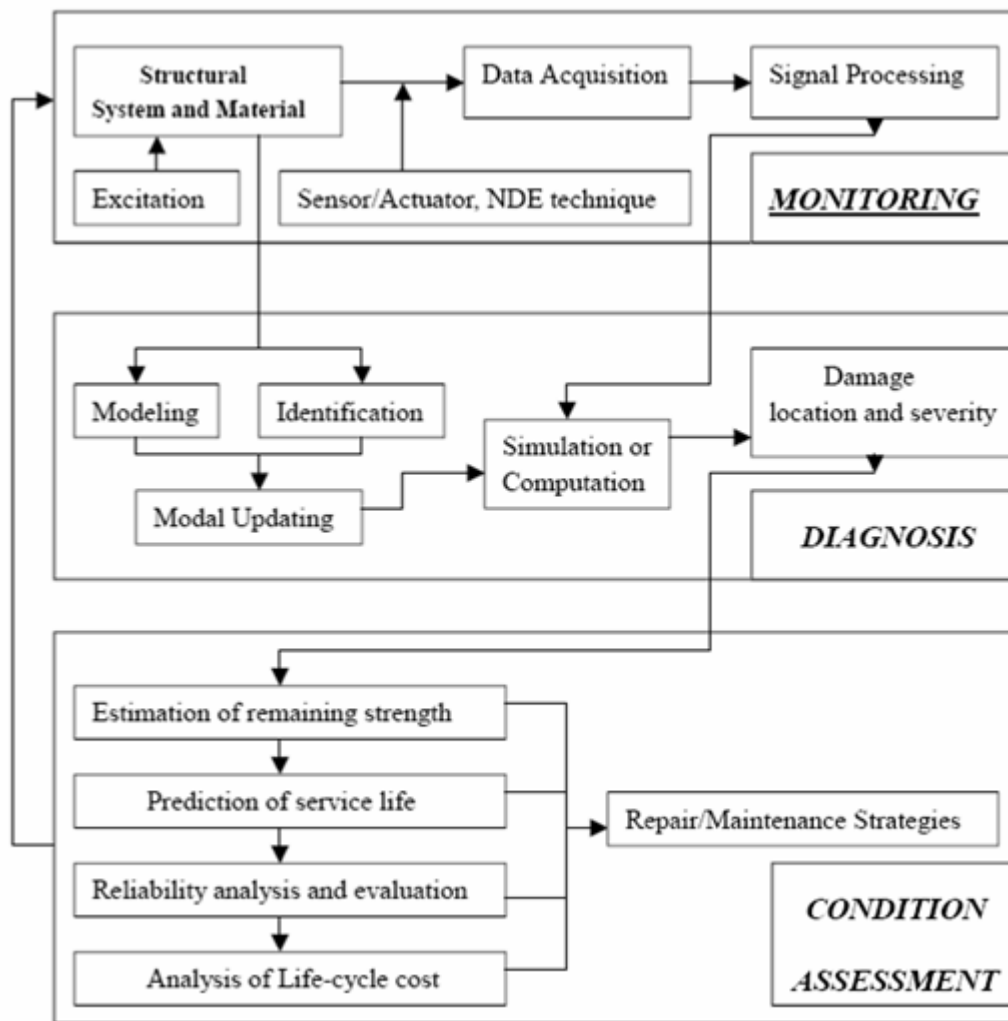 Structural
System and Material
Data Acquisition
Signal Processing
Excitation
Sensor/Actuator, NDE technique
MONITORING
Modeling
Identification
Modal Updating
Simulation or
Computation
Damage
location and severity
DIAGNOSIS
Estimation of remaining strength
Prediction of service life
Reliability analysis and evaluation
Analysis of Life-cycle cost
Repair/Maintenance Strategies
CONDITION
ASSESSMENT